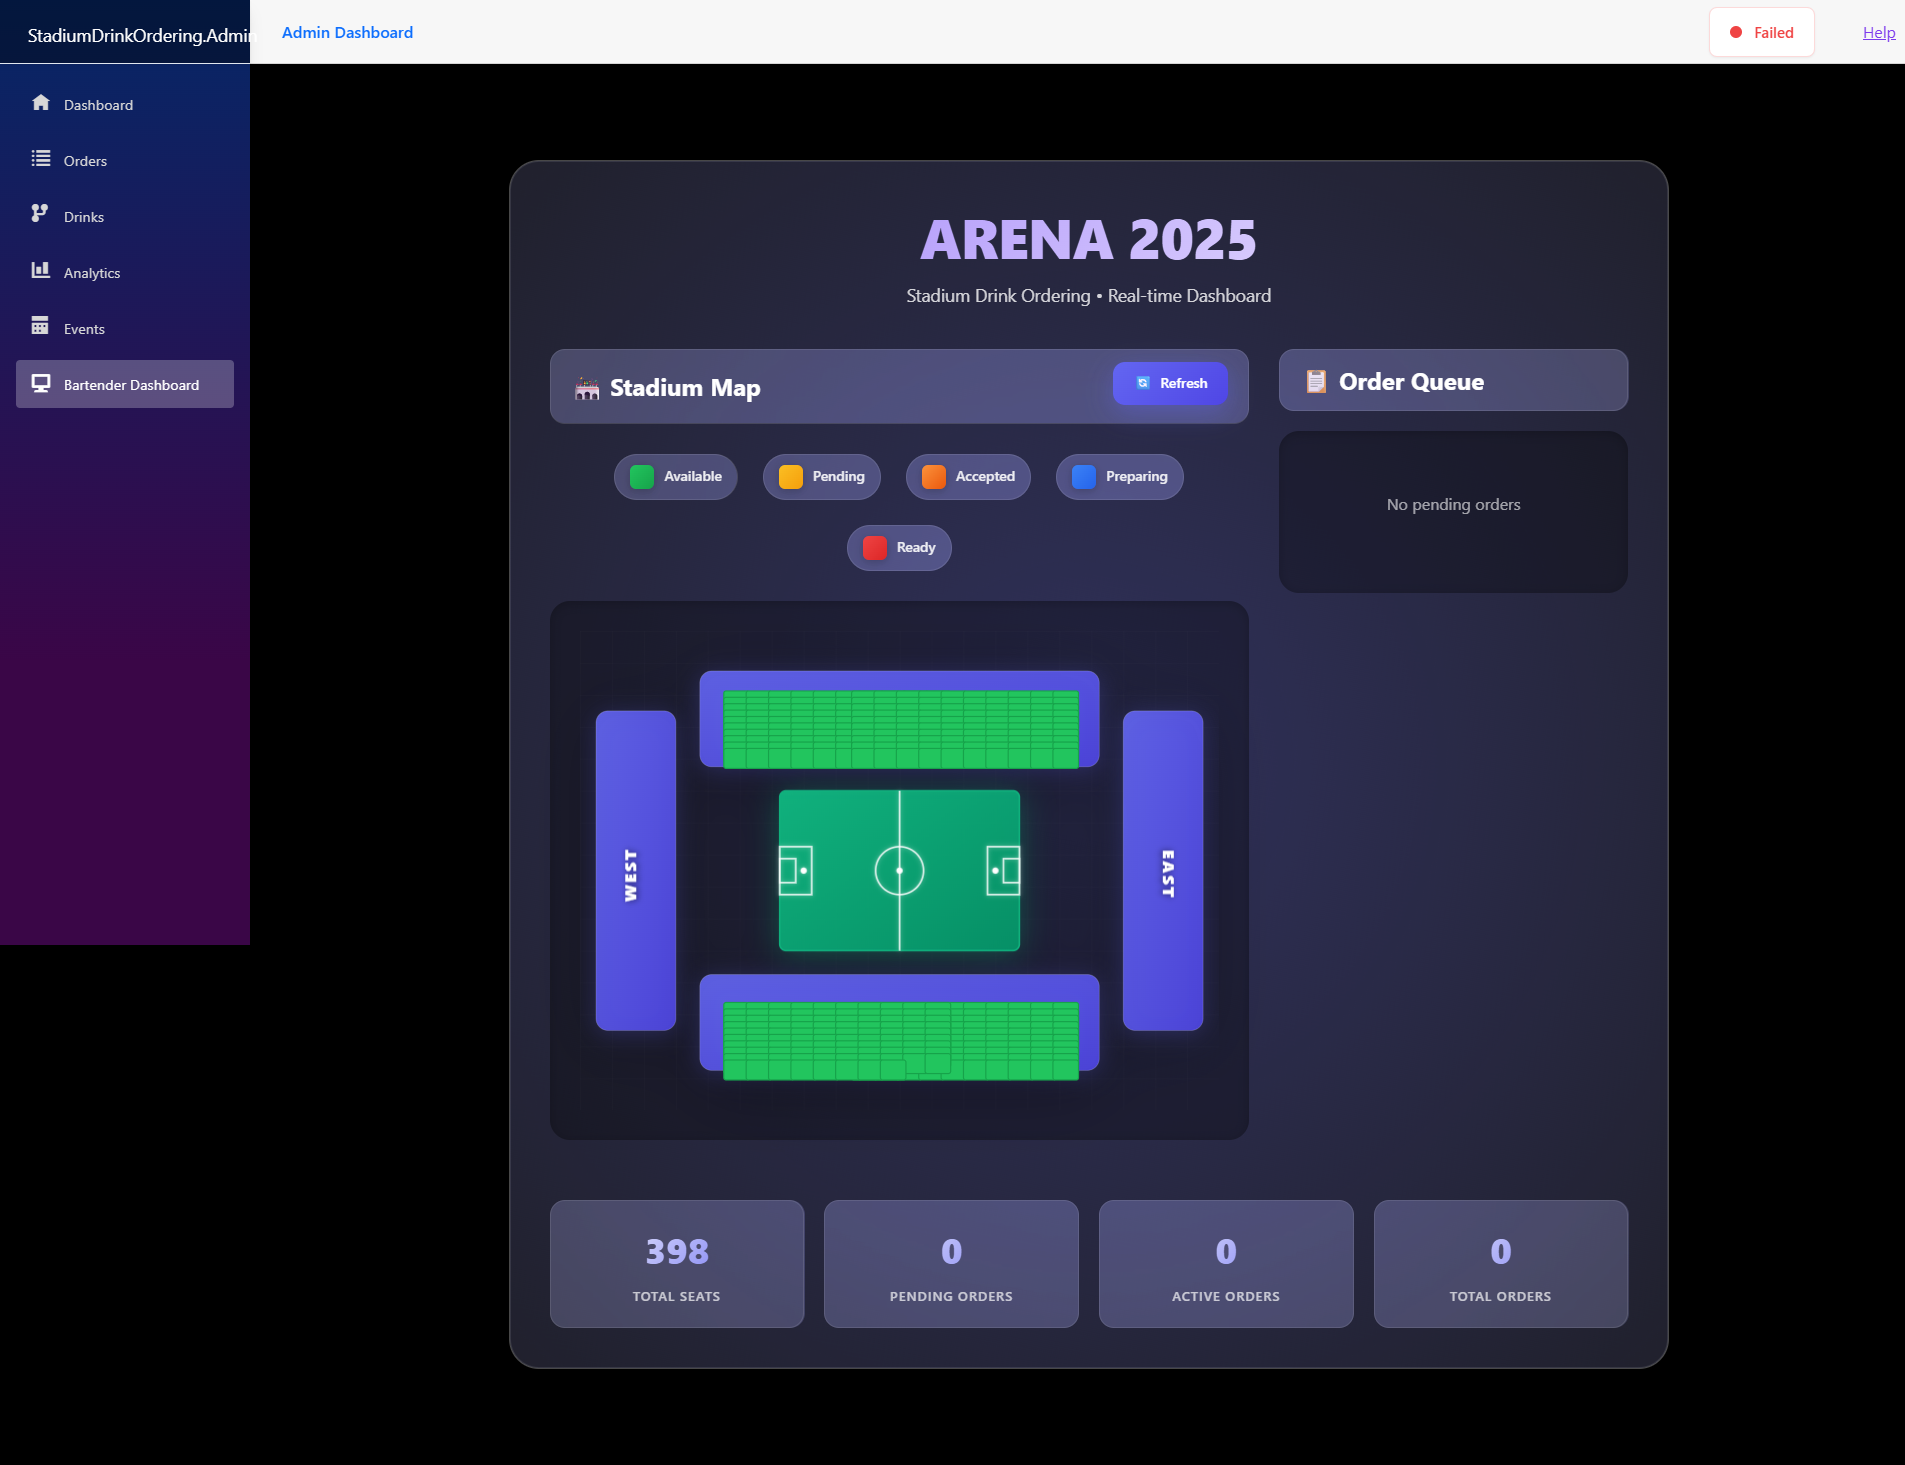 StadiumDrinkOrdering.Admin
Admin Dashboard
Failed
Help
Dashboard
Orders
Drinks
Analytics
Events
Bartender Dashboard
ARENA 2025
Stadium Drink Ordering • Real-time Dashboard
Stadium Map
Refresh
Available
Pending
Accepted
Preparing
Ready
WEST
EAST
Order Queue
No pending orders
398
TOTAL SEATS
0
PENDING ORDERS
0
ACTIVE ORDERS
0
TOTAL ORDERS